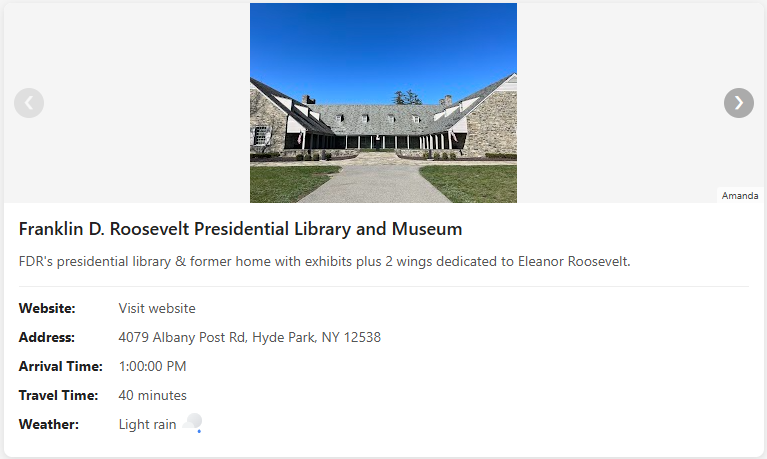 Amanda
Franklin D. Roosevelt Presidential Library and Museum
FDR's presidential library & former home with exhibits plus 2 wings dedicated to Eleanor Roosevelt.
Website: Visit website
Address: 4079 Albany Post Rd, Hyde Park, NY 12538
Arrival Time: 1:00:00 PM
Travel Time: 40 minutes
Weather: Light rain